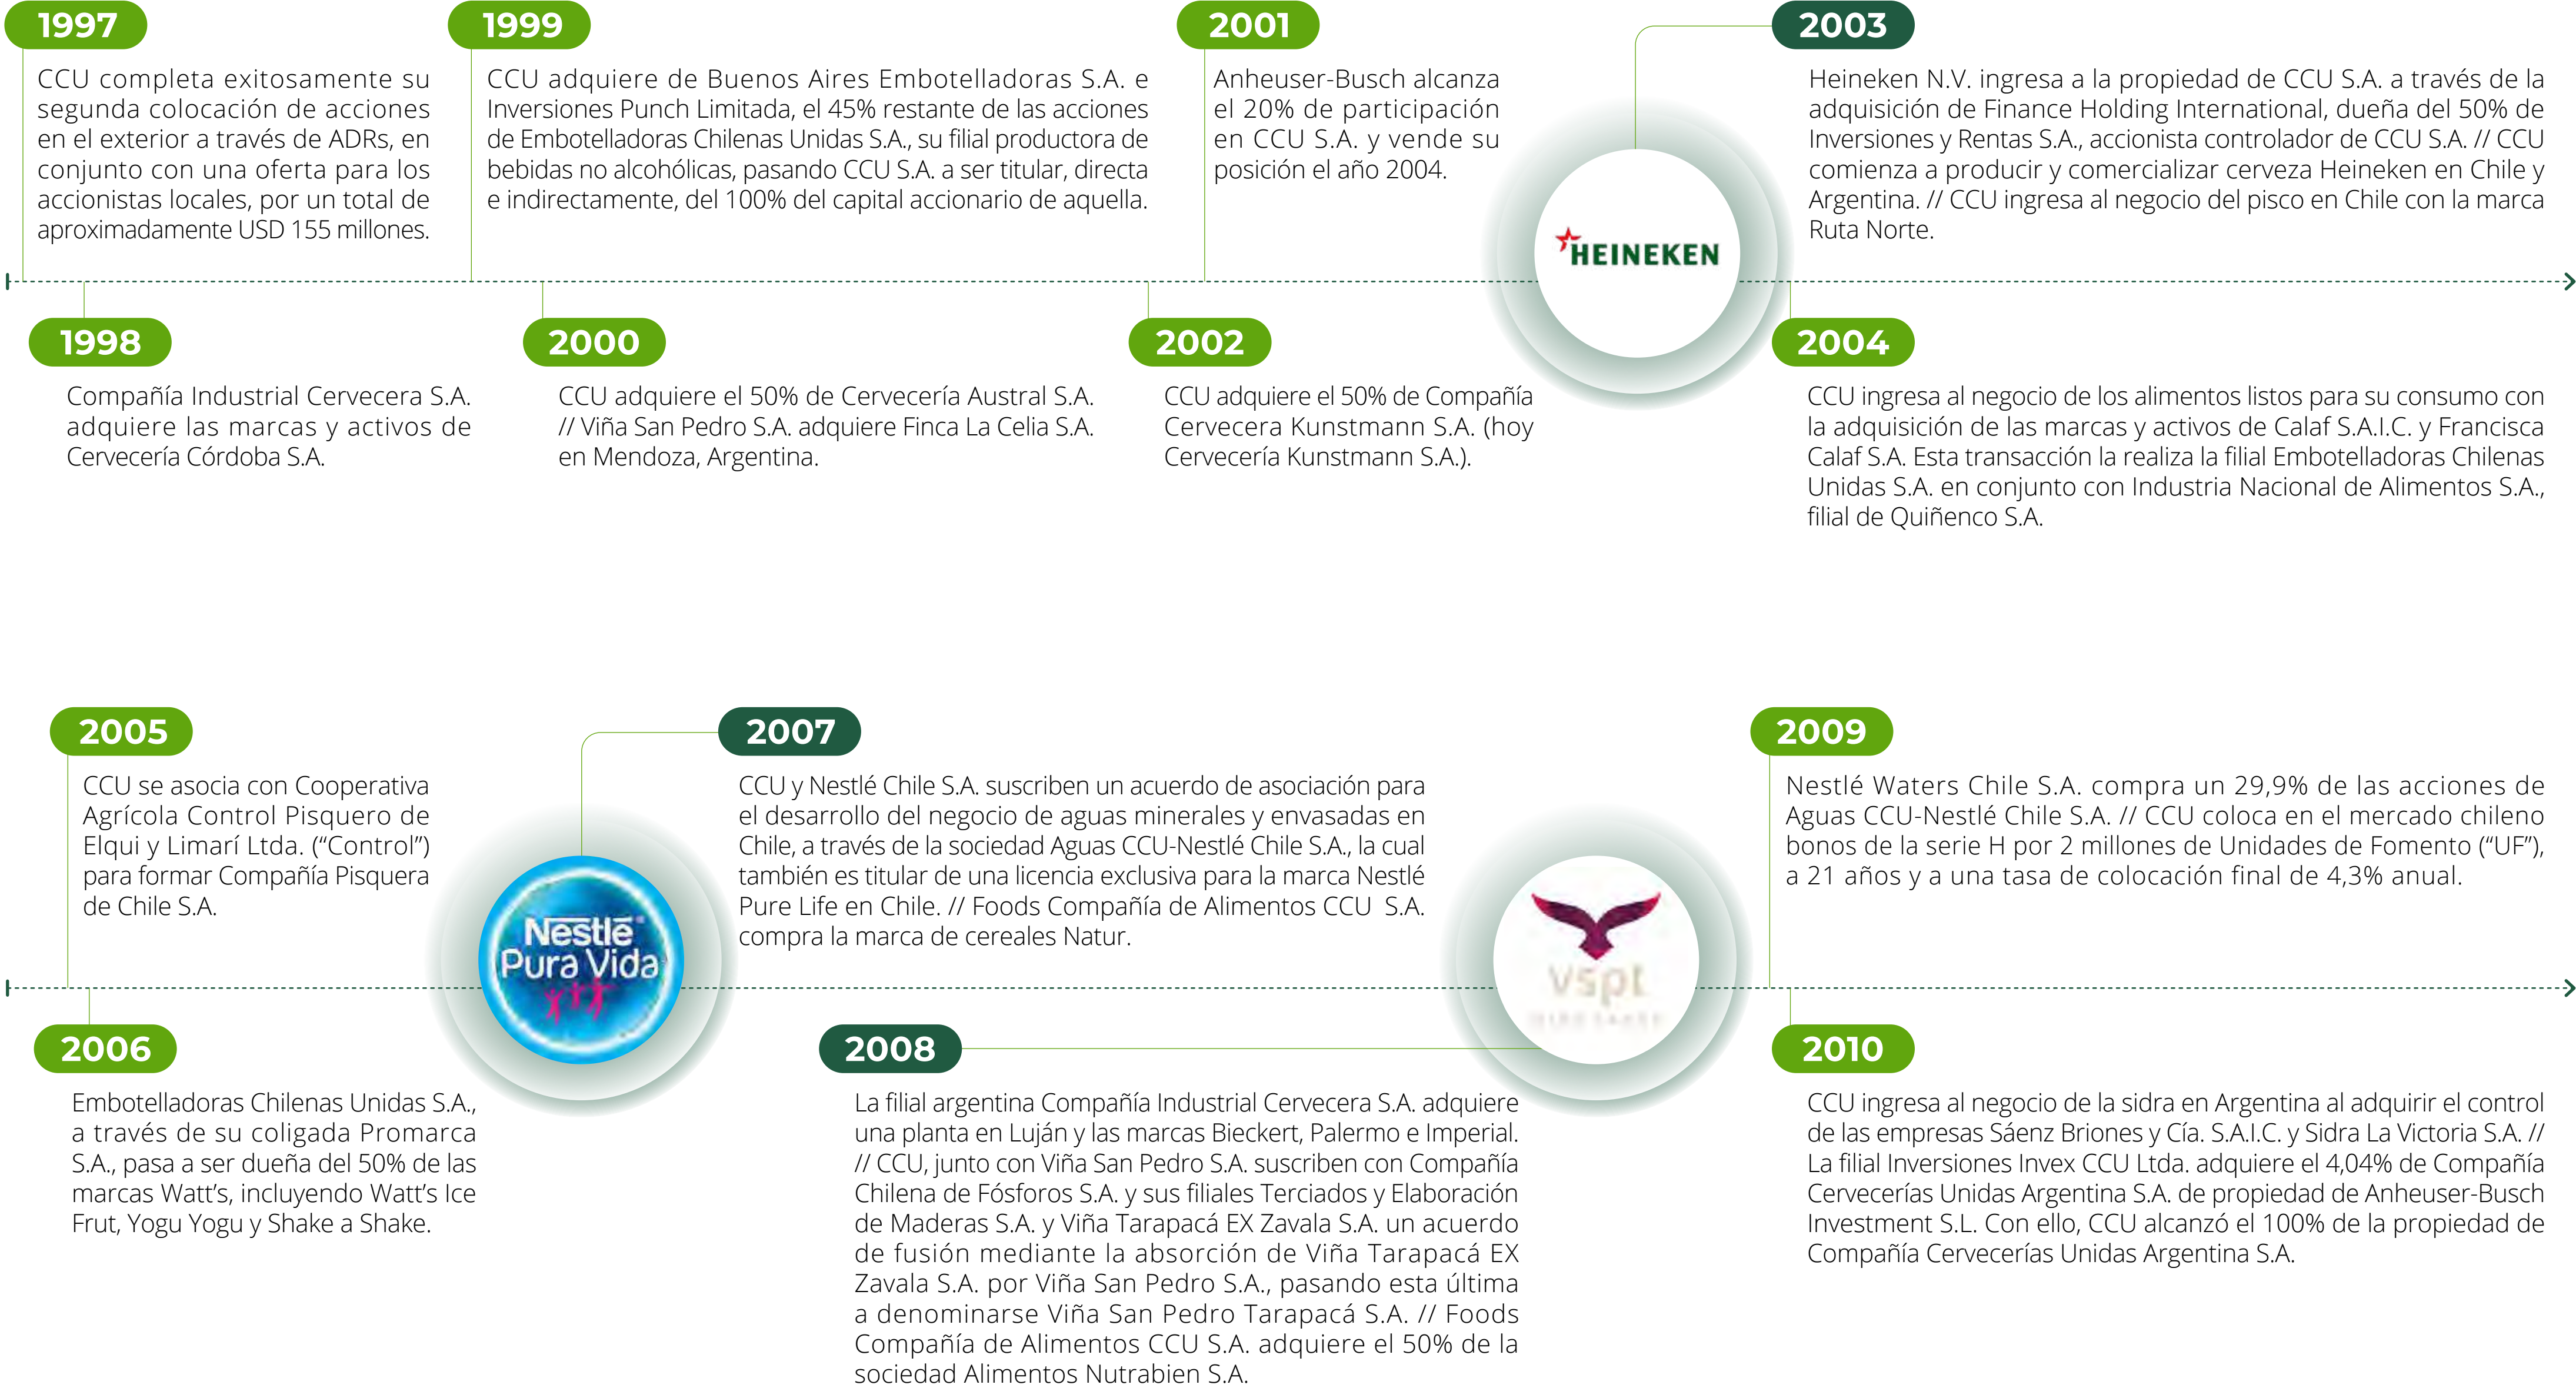 1997
CCU completa exitosamente su
segunda colocación de acciones
en el exterior a través de ADRs, en
conjunto con una oferta para los
accionistas locales, por un total de
aproximadamente USD 155 millones.
1998
Compañía Industrial Cervecera S.A.
adquiere las marcas y activos de
Cervecería Córdoba S.A.
1999
CCU adquiere de Buenos Aires Embotelladoras S.A. e
Inversiones Punch Limitada, el 45% restante de las acciones
de Embotelladoras Chilenas Unidas S.A., su filial productora de
bebidas no alcohólicas, pasando CCU S.A. a ser titular, directa
e indirectamente, del 100% del capital accionario de aquella.
2000
CCU adquiere el 50% de Cervecería Austral S.A.
// Viña San Pedro S.A. adquiere Finca La Celia S.A.
en Mendoza, Argentina.
2001
Anheuser-Busch alcanza
el 20% de participación
en CCU S.A. y vende su
posición el año 2004.
2002
CCU adquiere el 50% de Compañía
Cervecera Kunstmann S.A. (hoy
Cervecería Kunstmann S.A.).
HEINEKEN
2003
Heineken N.V. ingresa a la propiedad de CCU S.A. a través de la
adquisición de Finance Holding International, dueña del 50% de
Inversiones y Rentas S.A., accionista controlador de CCU S.A. // CCU
comienza a producir y comercializar cerveza Heineken en Chile y
Argentina. // CCU ingresa al negocio del pisco en Chile con la marca
Ruta Norte.
2004
CCU ingresa al negocio de los alimentos listos para su consumo con
la adquisición de las marcas y activos de Calaf S.A.I.C. y Francisca
Calaf S.A. Esta transacción la realiza la filial Embotelladoras Chilenas
Unidas S.A. en conjunto con Industria Nacional de Alimentos S.A.,
filial de Quiñenco S.A.
2005
CCU se asocia con Cooperativa
Agrícola Control Pisquero de
Elqui y Limarí Ltda. (“Control”)
para formar Compañía Pisquera
de Chile S.A.
2006
Embotelladoras Chilenas Unidas S.A.,
a través de su coligada Promarca
S.A., pasa a ser dueña del 50% de las
marcas Watt’s, incluyendo Watt’s Ice
Frut, Yogu Yogu y Shake a Shake.
Nestlé
Pura Vida
2007
CCU y Nestlé Chile S.A. suscriben un acuerdo de asociación para
el desarrollo del negocio de aguas minerales y envasadas en
Chile, a través de la sociedad Aguas CCU-Nestlé Chile S.A., la cual
también es titular de una licencia exclusiva para la marca Nestlé
Pure Life en Chile. // Foods Compañía de Alimentos CCU S.A.
compra la marca de cereales Natur.
2008
La filial argentina Compañía Industrial Cervecera S.A. adquiere
una planta en Luján y las marcas Bieckert, Palermo e Imperial.
// CCU, junto con Viña San Pedro S.A. suscriben con Compañía
Chilena de Fósforos S.A. y sus filiales Terciados y Elaboración
de Maderas S.A. y Viña Tarapacá EX Zavala S.A. un acuerdo
de fusión mediante la absorción de Viña Tarapacá EX
Zavala S.A. por Viña San Pedro S.A., pasando esta última
a denominarse Viña San Pedro Tarapacá S.A. // Foods
Compañía de Alimentos CCU S.A. adquiere el 50% de la
sociedad Alimentos Nutrabien S.A.
vspt
2009
Nestlé Waters Chile S.A. compra un 29,9% de las acciones de
Aguas CCU-Nestlé Chile S.A. // CCU coloca en el mercado chileno
bonos de la serie H por 2 millones de Unidades de Fomento (“UF”),
a 21 años y a una tasa de colocación final de 4,3% anual.
2010
CCU ingresa al negocio de la sidra en Argentina al adquirir el control
de las empresas Sáenz Briones y Cía. S.A.I.C. y Sidra La Victoria S.A. //
La filial Inversiones Invex CCU Ltda. adquiere el 4,04% de Compañía
Cervecerías Unidas Argentina S.A. de propiedad de Anheuser-Busch
Investment S.L. Con ello, CCU alcanzó el 100% de la propiedad de
Compañía Cervecerías Unidas Argentina S.A.